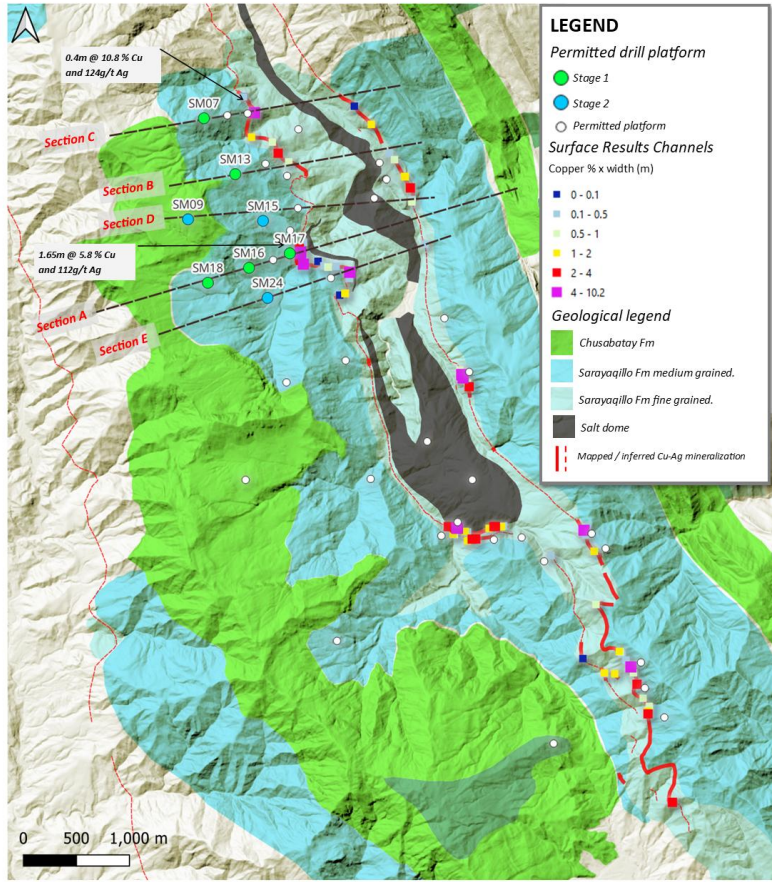 0.4m @ 10.8 % Cu
and 124g/t Ag
SM07
Section C
SM13
Section B
SM09
SM15
Section D
1.65m @ 5.8 % Cu
and 112g/t Ag
SM17
SM16
SM18
SM24
Section A
Section E
LEGEND
Permitted drill platform
Stage 1
Stage 2
Permitted platform
Surface Results Channels
Copper % x width (m)
0 - 0.1
0.1 - 0.5
0.5 - 1
1 - 2
2 - 4
4 - 10.2
Geological legend
Chusabatay Fm
Sarayaqillo Fm medium grained.
Sarayaqillo Fm fine grained.
Salt dome
Mapped / inferred Cu-Ag mineralization
0 500 1,000 m